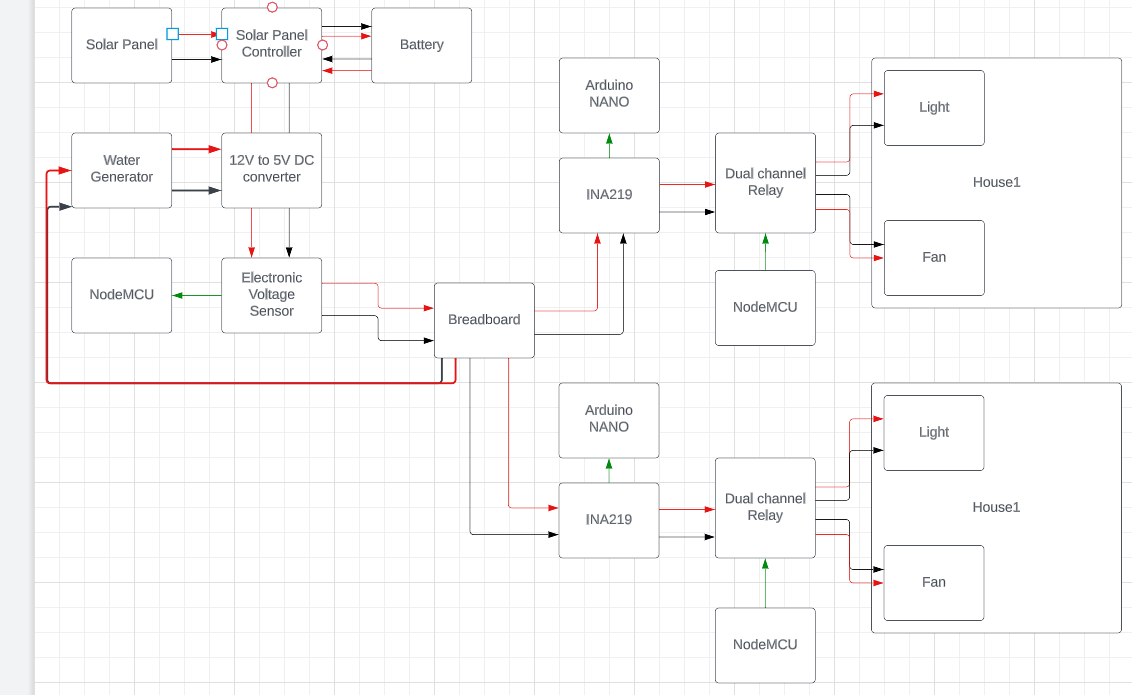 Solar Panel
Solar Panel
Controller
Battery
Water
Generator
12V to 5V DC
converter
NodeMCU
Electronic
Voltage
Sensor
Breadboard
Arduino
NANO
INA219
Dual channel
Relay
NodeMCU
Light
House1
Fan
Arduino
NANO
INA219
Dual channel
Relay
NodeMCU
Light
House1
Fan